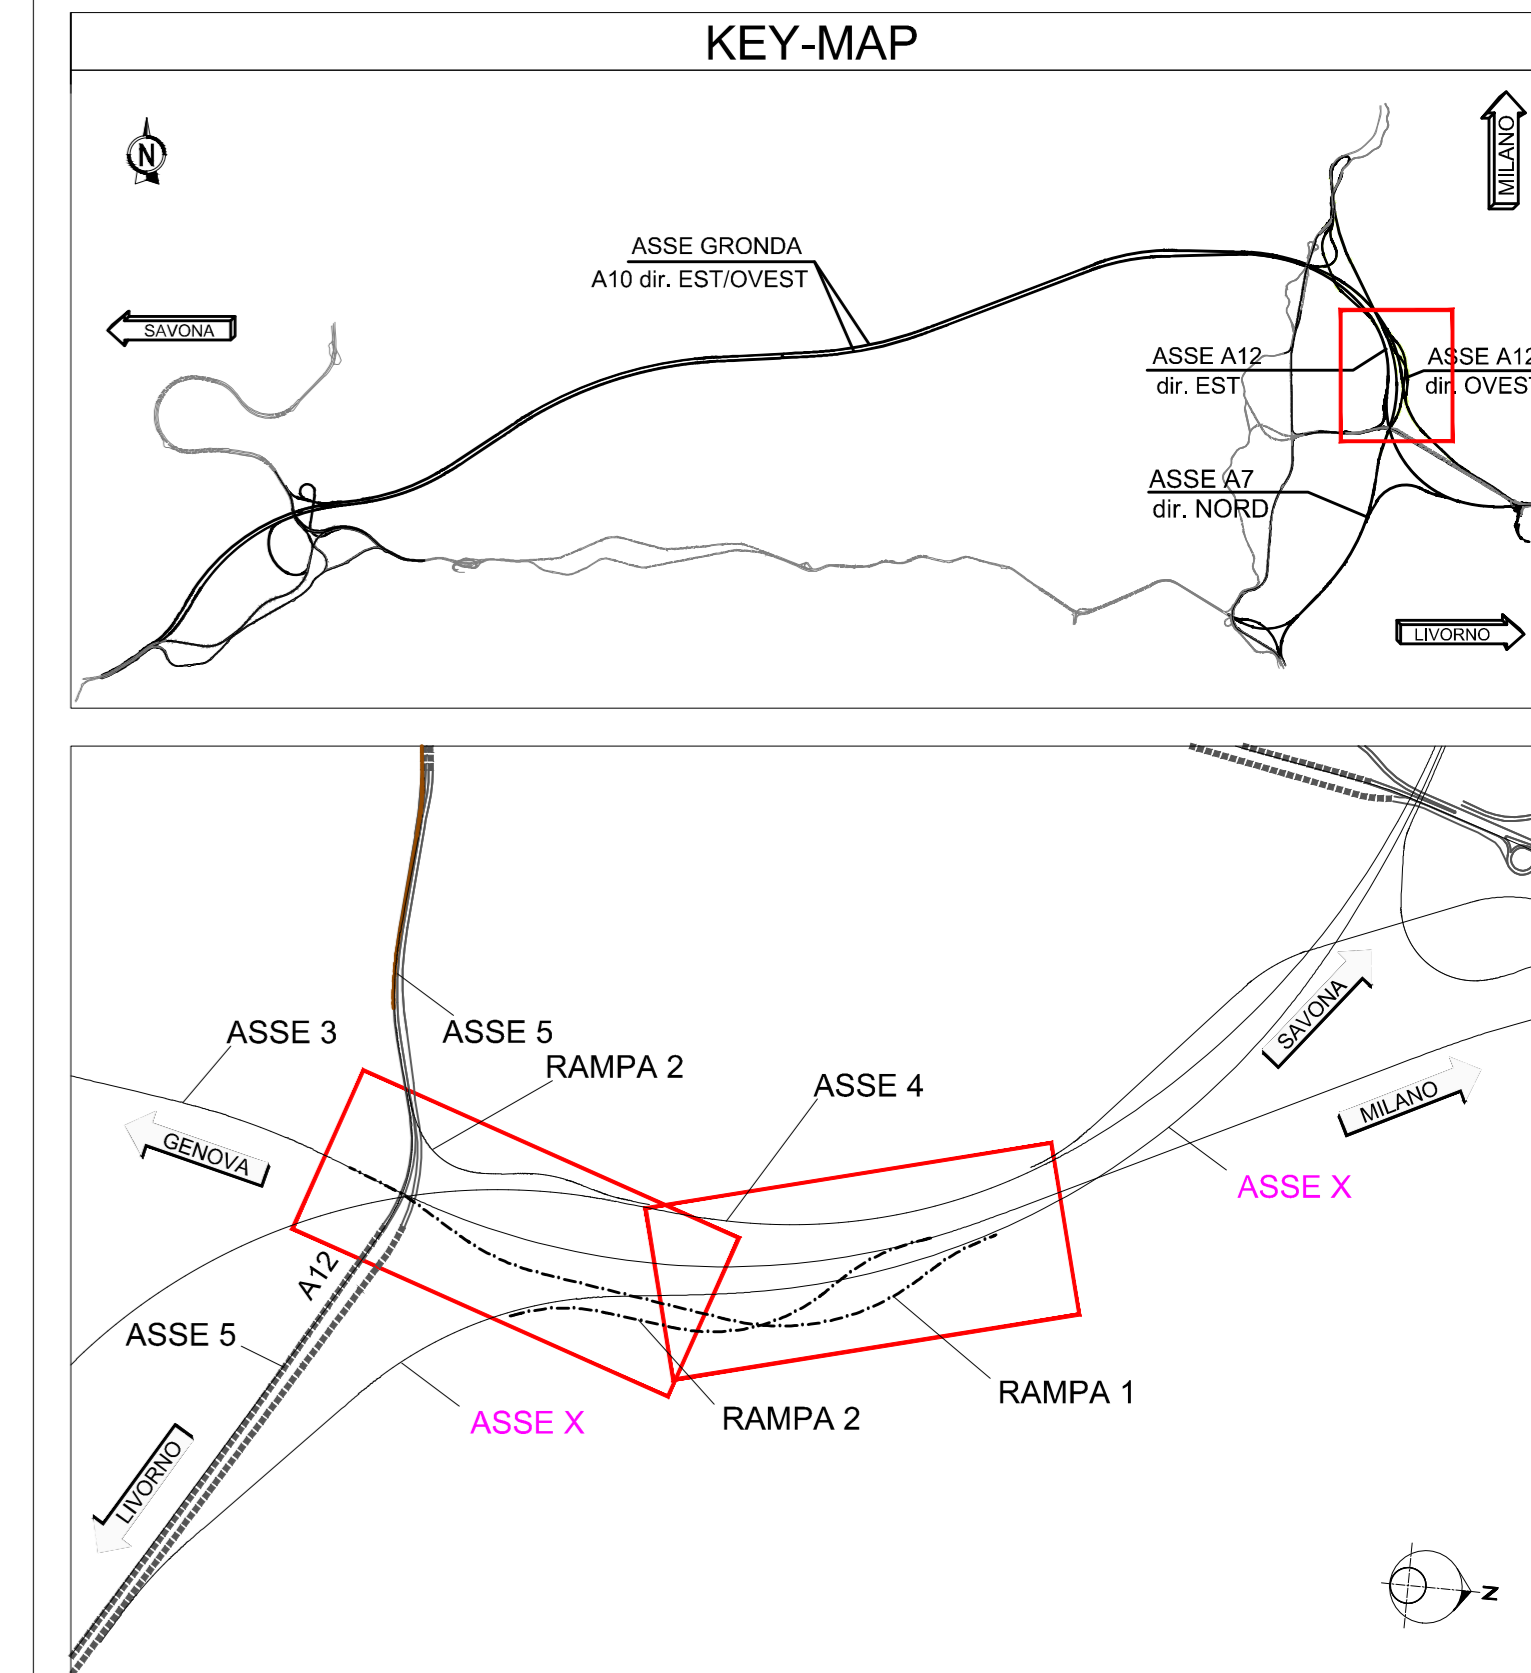 KEY-MAP
N
MILANO
ASSE GRONDA
A10 dir. EST/OVEST
SAVONA
ASSE A12
dir. EST
ASSE A12
dir. OVEST
ASSE A7
dir. NORD
LIVORNO
SAVONA
ASSE 3
ASSE 5
RAMPA 2
ASSE 4
MILANO
GENOVA
ASSE X
A12
ASSE 5
RAMPA 1
RAMPA 2
ASSE X
LIVORNO
N